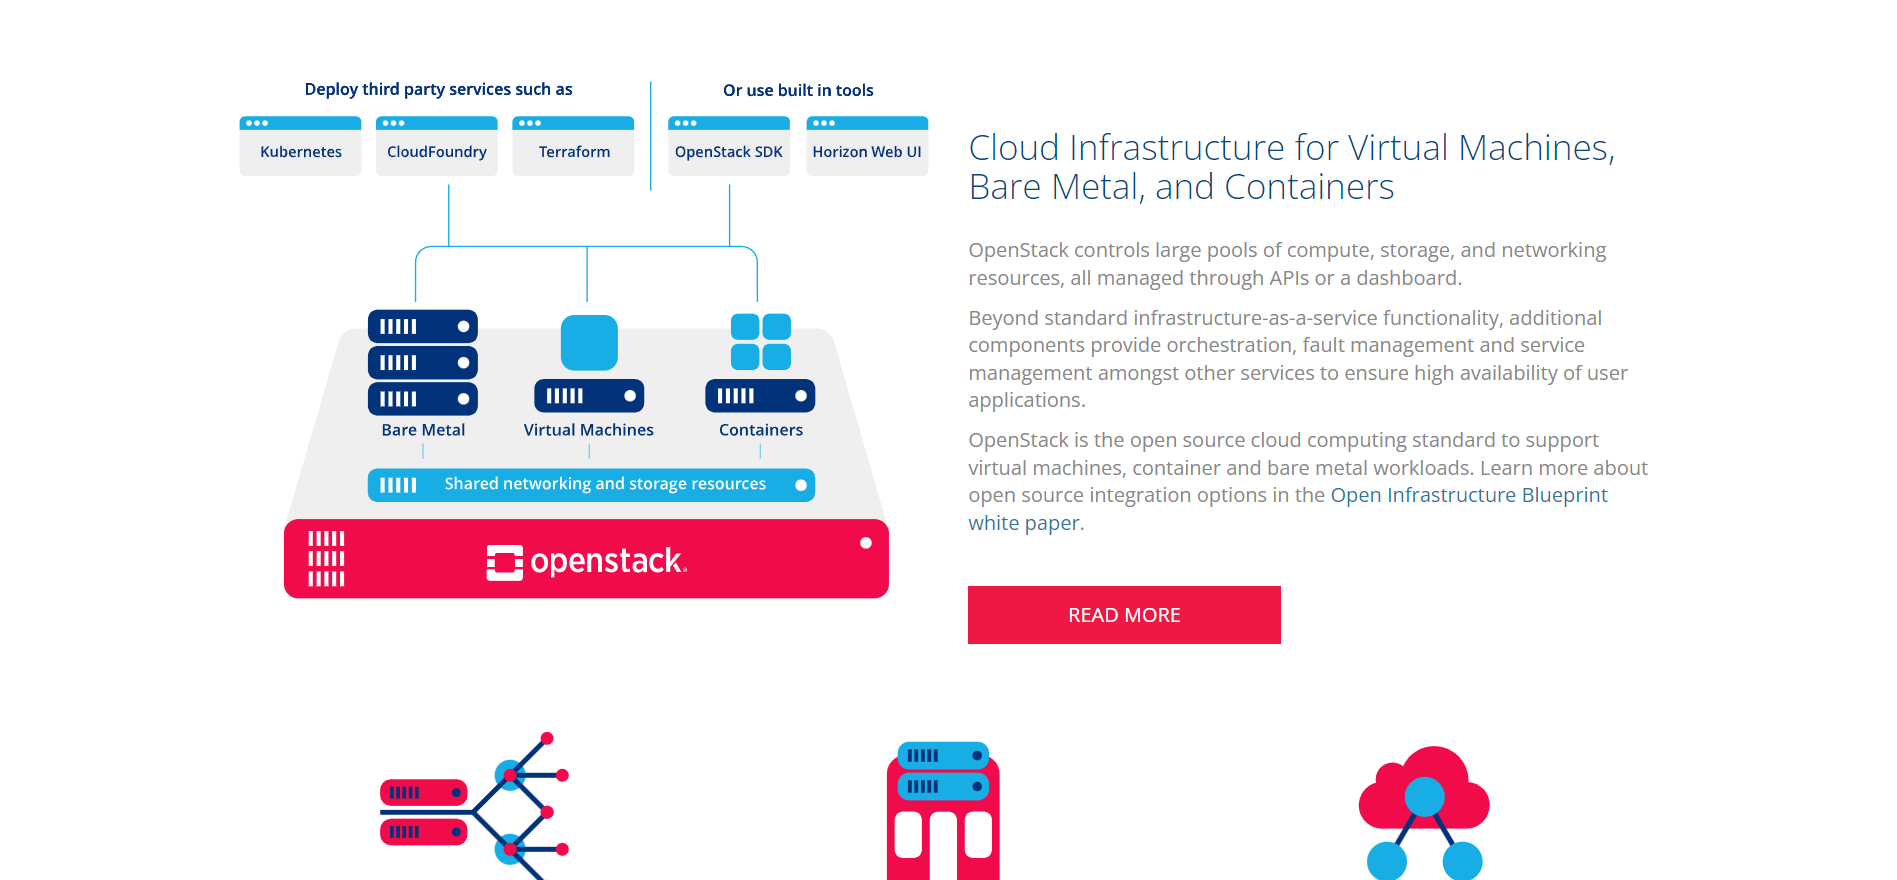 Deploy third party services such as
Or use built in tools
Kubernetes
CloudFoundry
Terraform
OpenStack SDK
Horizon Web UI
Bare Metal
Virtual Machines
Containers
Shared networking and storage resources
openstack.
Cloud Infrastructure for Virtual Machines,
Bare Metal, and Containers
OpenStack controls large pools of compute, storage, and networking
resources, all managed through APIs or a dashboard.
Beyond standard infrastructure-as-a-service functionality, additional
components provide orchestration, fault management and service
management amongst other services to ensure high availability of user
applications.
OpenStack is the open source cloud computing standard to support
virtual machines, container and bare metal workloads. Learn more about
open source integration options in the Open Infrastructure Blueprint
white paper.
READ MORE